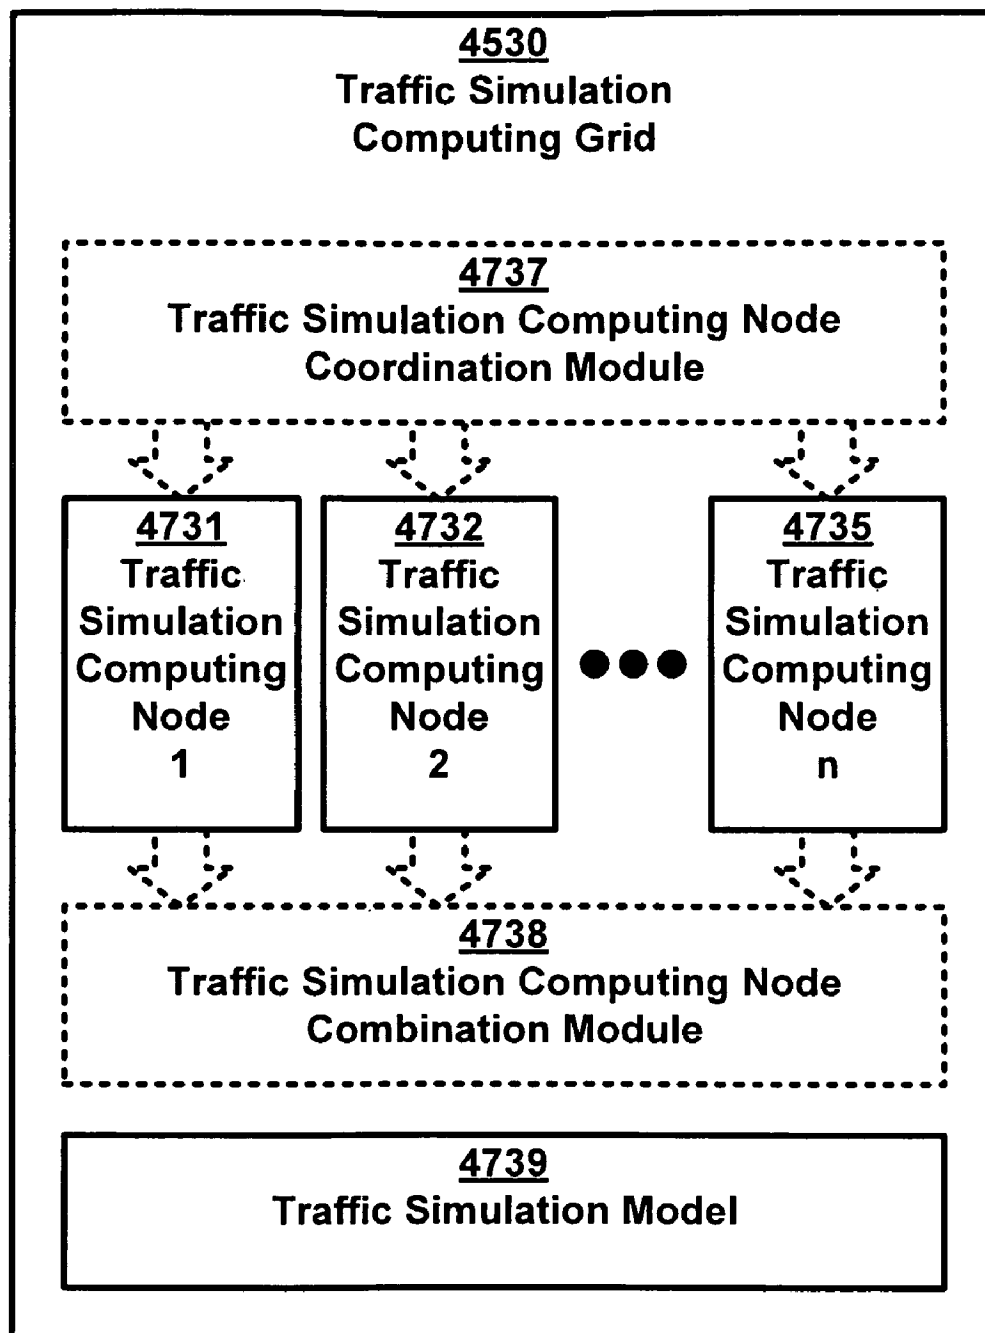 4530
Traffic Simulation
Computing Grid
4737
Traffic Simulation Computing Node
Coordination Module
4731
Traffic
Simulation
Computing
Node
1
4732
Traffic
Simulation
Computing
Node
2
4735
Traffic
Simulation
Computing
Node
n
4738
Traffic Simulation Computing Node
Combination Module
4739
Traffic Simulation Model